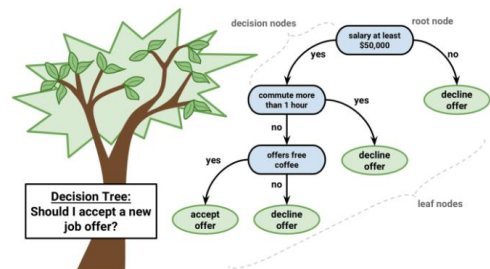 decision nodes
root node
salary at least
$50,000
yes
no
commute more
than 1 hour
decline
offer
yes
no
offers free
coffee
decline
offer
yes
no
accept
offer
decline
offer
leaf nodes
Decision Tree:
Should I accept a new
job offer?